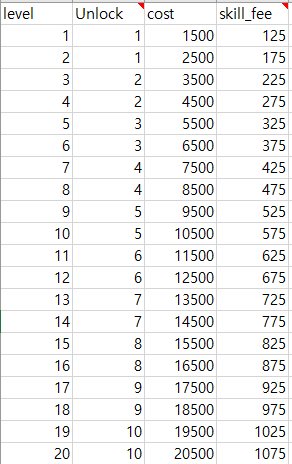 level Unlock cost skill_fee
1 1 1500 125
2 1 2500 175
3 2 3500 225
4 2 4500 275
5 3 5500 325
6 3 6500 375
7 4 7500 425
8 4 8500 475
9 5 9500 525
10 5 10500 575
11 6 11500 625
12 6 12500 675
13 7 13500 725
14 7 14500 775
15 8 15500 825
16 8 16500 875
17 9 17500 925
18 9 18500 975
19 10 19500 1025
20 10 20500 1075